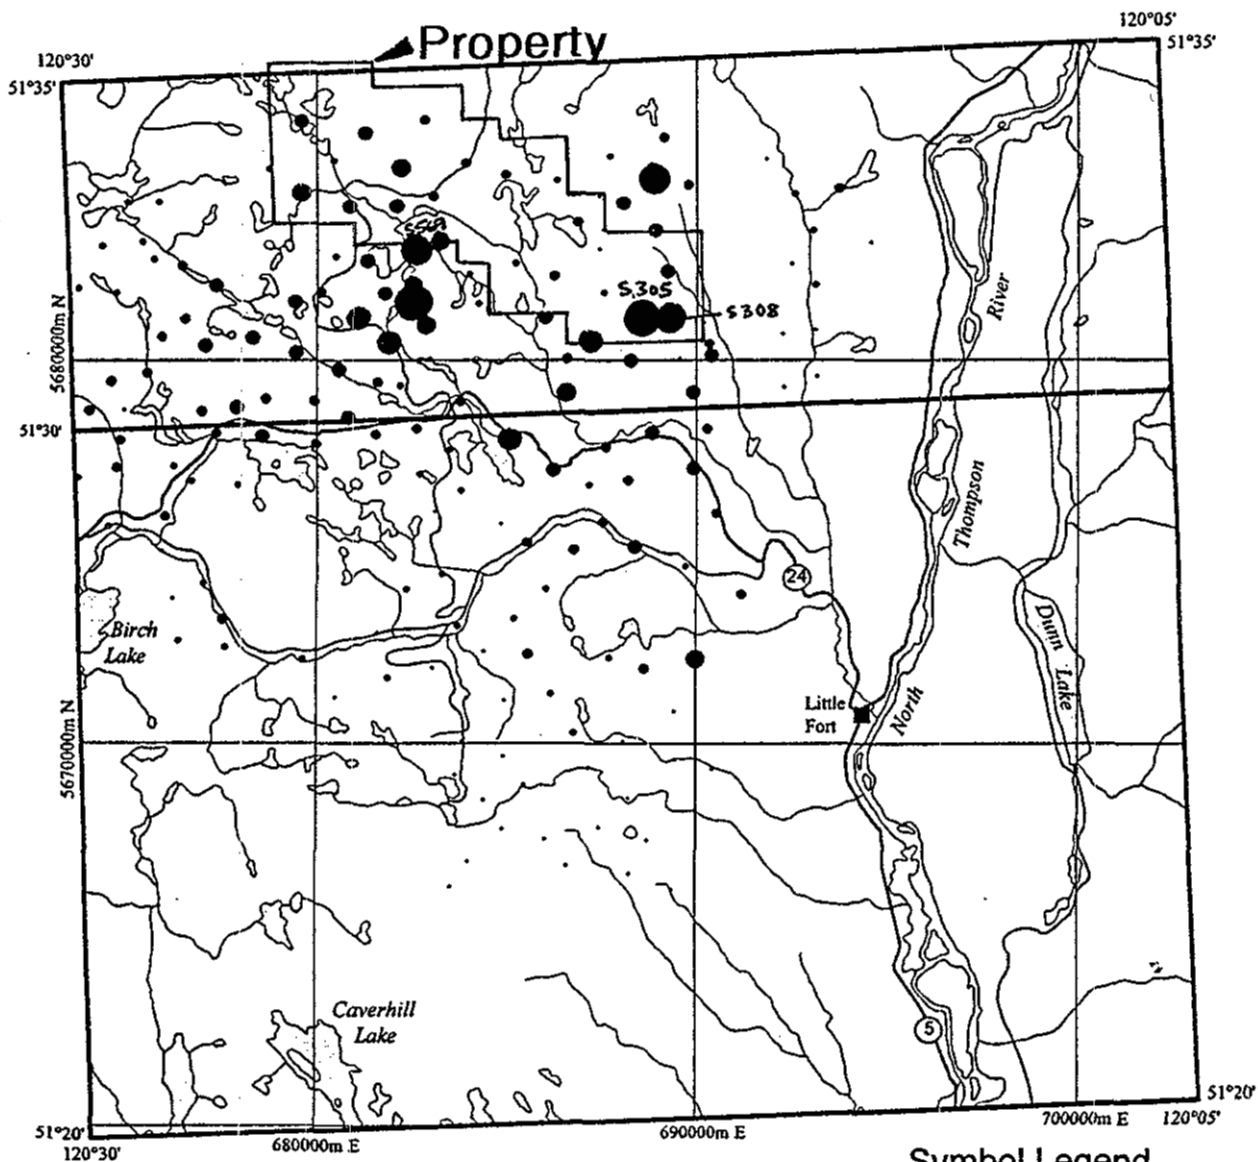 120°05'
Property
120°30'
51°35'
51°35'
S.305
S308
River
5680000m N
51°30'
Thompson
24
Birch
Lake
Dunn
Lake
Little
Fort
North
5670000m N
Caverhill
Lake
5
51°20'
51°20'
680000m E
690000m E
700000m E
120°05'
120°30'
Symbol Legend